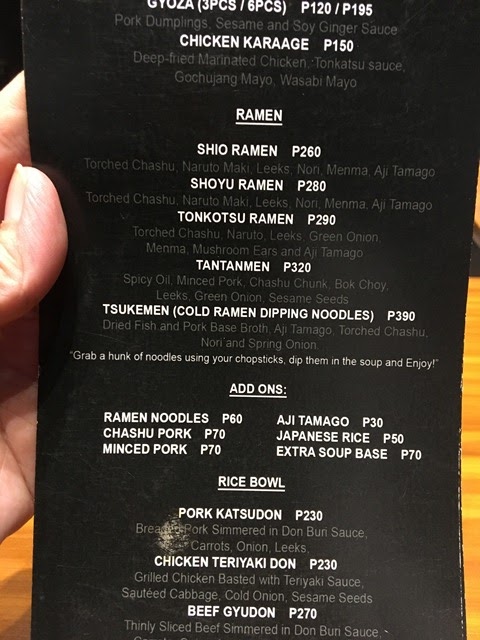 GYOZA (3PCS / 6PCS) P120 / P195
Pork Dumplings, Sesame and Soy Ginger Sauce
CHICKEN KARAAGE P150
Deep-fried Marinated Chicken, Tonkatsu sauce,
Gochujang Mayo, Wasabi Mayo
RAMEN
SHIO RAMEN P260
Torched Chashu, Naruto Maki, Leeks, Nori, Menma, Aji Tamago
SHOYU RAMEN P280
Torched Chashu, Naruto Maki, Leeks, Nori, Menma, Aji Tamago
TONKOTSU RAMEN P290
Torched Chashu, Naruto, Leeks, Green Onion,
Menma, Mushroom Ears and Aji Tamago
TANTANMEN P320
Spicy Oil, Minced Pork, Chashu Chunk, Bok Choy,
Leeks, Green Onion, Sesame Seeds
TSUKEMEN (COLD RAMEN DIPPING NOODLES) P390
Dried Fish and Pork Base Broth, Aji Tamago, Torched Chashu,
Nori and Spring Onion.
"Grab a hunk of noodles using your chopsticks, dip them in the soup and Enjoy!"
ADD ONS:
RAMEN NOODLES P60 AJI TAMAGO P30
CHASHU PORK P70 JAPANESE RICE P50
MINCED PORK P70 EXTRA SOUP BASE P70
RICE BOWL
PORK KATSUDON P230
Breaded Pork Simmered in Don Buri Sauce,
Carrots, Onion, Leeks,
CHICKEN TERIYAKI DON P230
Grilled Chicken Basted with Teriyaki Sauce,
Sautéed Cabbage, Cold Onion, Sesame Seeds
BEEF GYUDON P270
Thinly Sliced Beef Simmered in Don Buri Sauce,